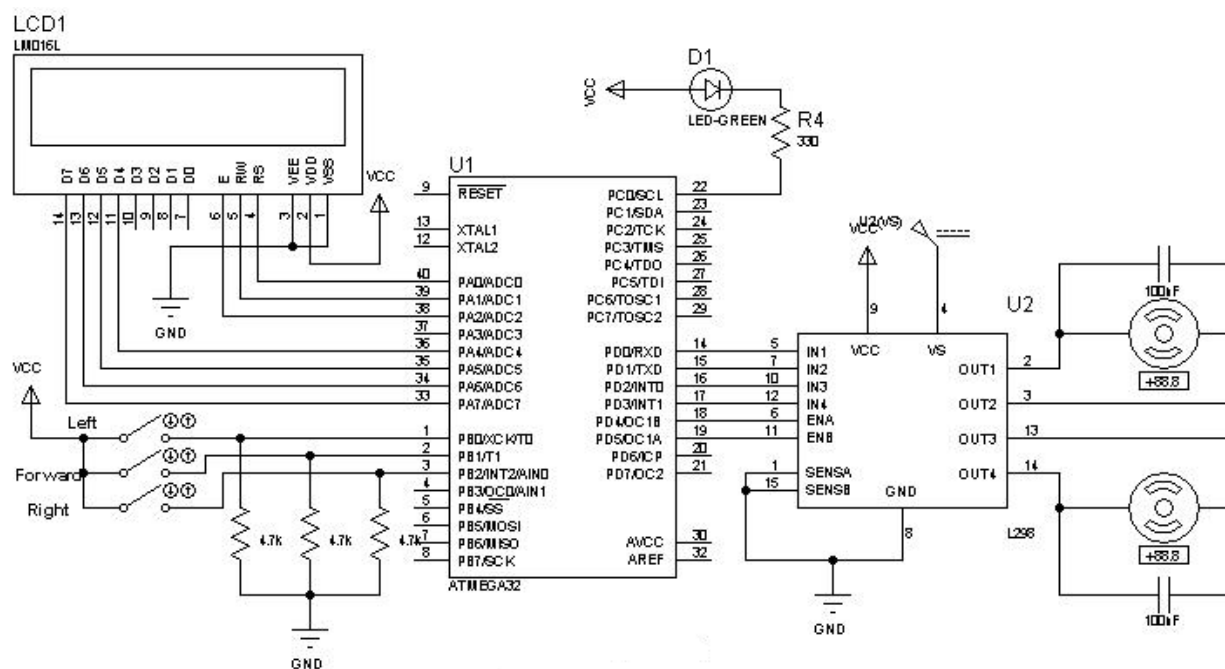 LCD1
LM016L
D7 D6 D5 D4 D3 D2 D1 D0 E RW RS VEE VDD VSS
14 13 12 11 10 9 8 7 6 5 4 3 2 1
VCC
GND
VCC
D1
LED-GREEN
R4
330
U1
9 RESET
13 XTAL1
12 XTAL2
40 PA0/ADC0
39 PA1/ADC1
38 PA2/ADC2
37 PA3/ADC3
36 PA4/ADC4
35 PA5/ADC5
34 PA6/ADC6
33 PA7/ADC7
1 PB0/XCK/T0
2 PB1/T1
3 PB2/INT2/AIN0
4 PB3/OC0/AIN1
5 PB4/SS
6 PB5/MOSI
7 PB6/MISO
8 PB7/SCK
PC0/SCL 22
PC1/SDA 23
PC2/TCK 24
PC3/TMS 25
PC4/TDO 26
PC5/TDI 27
PC6/TOSC1 28
PC7/TOSC2 29
PD0/RXD 14
PD1/TXD 15
PD2/INT0 16
PD3/INT1 17
PD4/OC1B 18
PD5/OC1A 19
PD6/ICP 20
PD7/OC2 21
AVCC 30
AREF 32
ATMEGA32
VCC
Left
Forward
Right
4.7k
4.7k
4.7k
GND
U2(VS)
VCC
9
4
U2
VCC
VS
5 IN1
7 IN2
10 IN3
12 IN4
6 ENA
11 ENB
1 SENSA
15 SENSB
GND
8
OUT1 2
OUT2 3
OUT3 13
OUT4 14
L298
GND
100nF
+88.8
+88.8
100nF